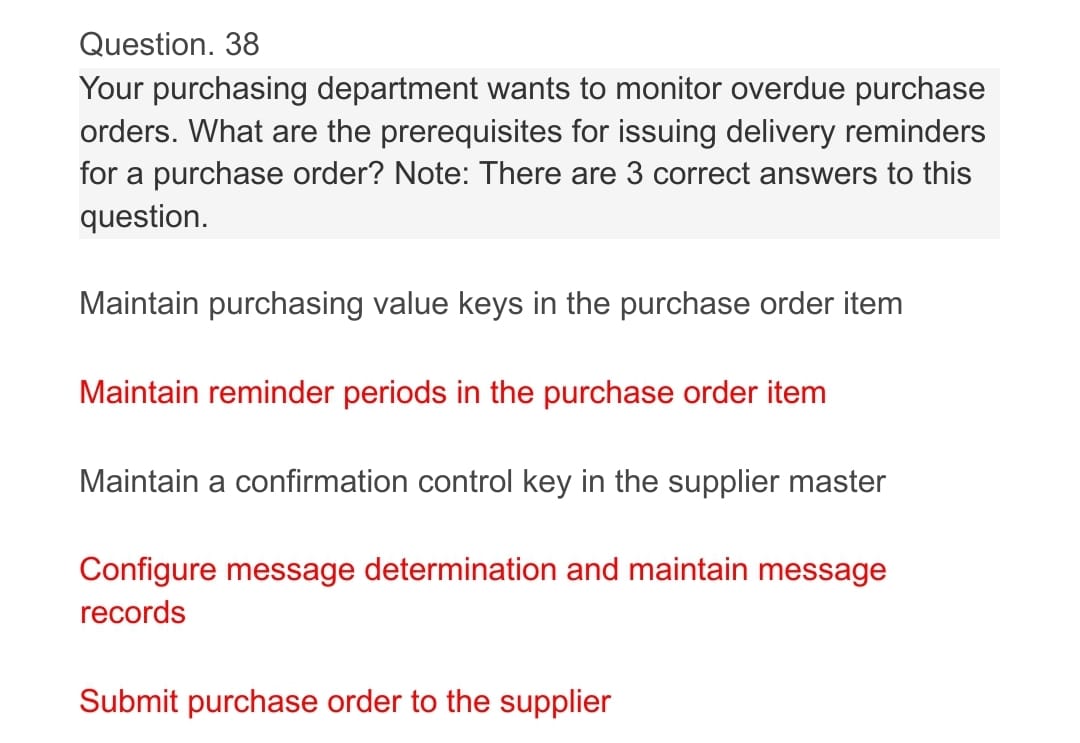 Question. 38
Your purchasing department wants to monitor overdue purchase
orders. What are the prerequisites for issuing delivery reminders
for a purchase order? Note: There are 3 correct answers to this
question.
Maintain purchasing value keys in the purchase order item
Maintain reminder periods in the purchase order item
Maintain a confirmation control key in the supplier master
Configure message determination and maintain message
records
Submit purchase order to the supplier